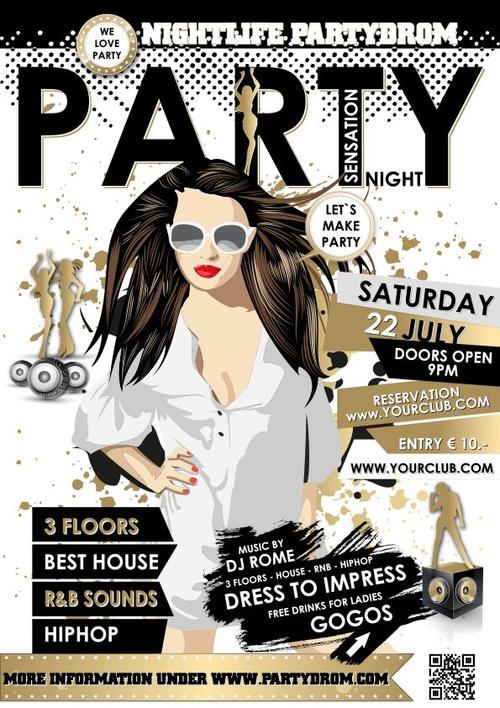 WE
LOVE
PARTY
NIGHTLIFE PARTYDROM
PARTY
SENSATION
NIGHT
LET`S
MAKE
PARTY
SATURDAY
22 JULY
DOORS OPEN
9PM
RESERVATION
WWW.YOURCLUB.COM
ENTRY € 10.-
WWW.YOURCLUB.COM
3 FLOORS
BEST HOUSE
R&B SOUNDS
HIPHOP
MUSIC BY
DJ ROME
3 FLOORS - HOUSE - RNB - HIPHOP
DRESS TO IMPRESS
FREE DRINKS FOR LADIES
GOGOS
MORE INFORMATION UNDER WWW.PARTYDROM.COM